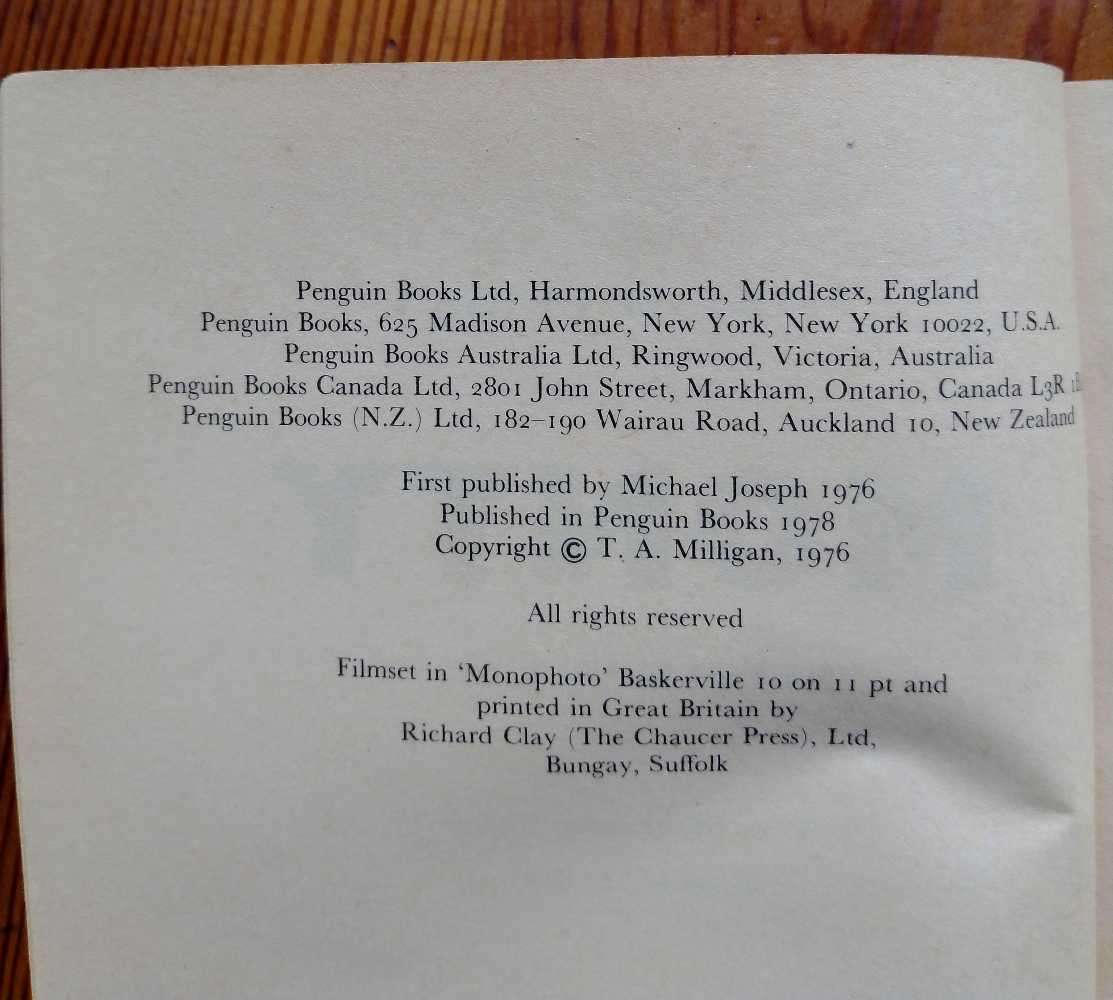 Penguin Books Ltd, Harmondsworth, Middlesex, England
Penguin Books, 625 Madison Avenue, New York, New York 10022, U.S.A.
Penguin Books Australia Ltd, Ringwood, Victoria, Australia
Penguin Books Canada Ltd, 2801 John Street, Markham, Ontario, Canada L3R
Penguin Books (N.Z.) Ltd, 182–190 Wairau Road, Auckland 10, New Zealand
First published by Michael Joseph 1976
Published in Penguin Books 1978
Copyright © T. A. Milligan, 1976
All rights reserved
Filmset in ‘Monophoto’ Baskerville 10 on 11 pt and
printed in Great Britain by
Richard Clay (The Chaucer Press), Ltd,
Bungay, Suffolk